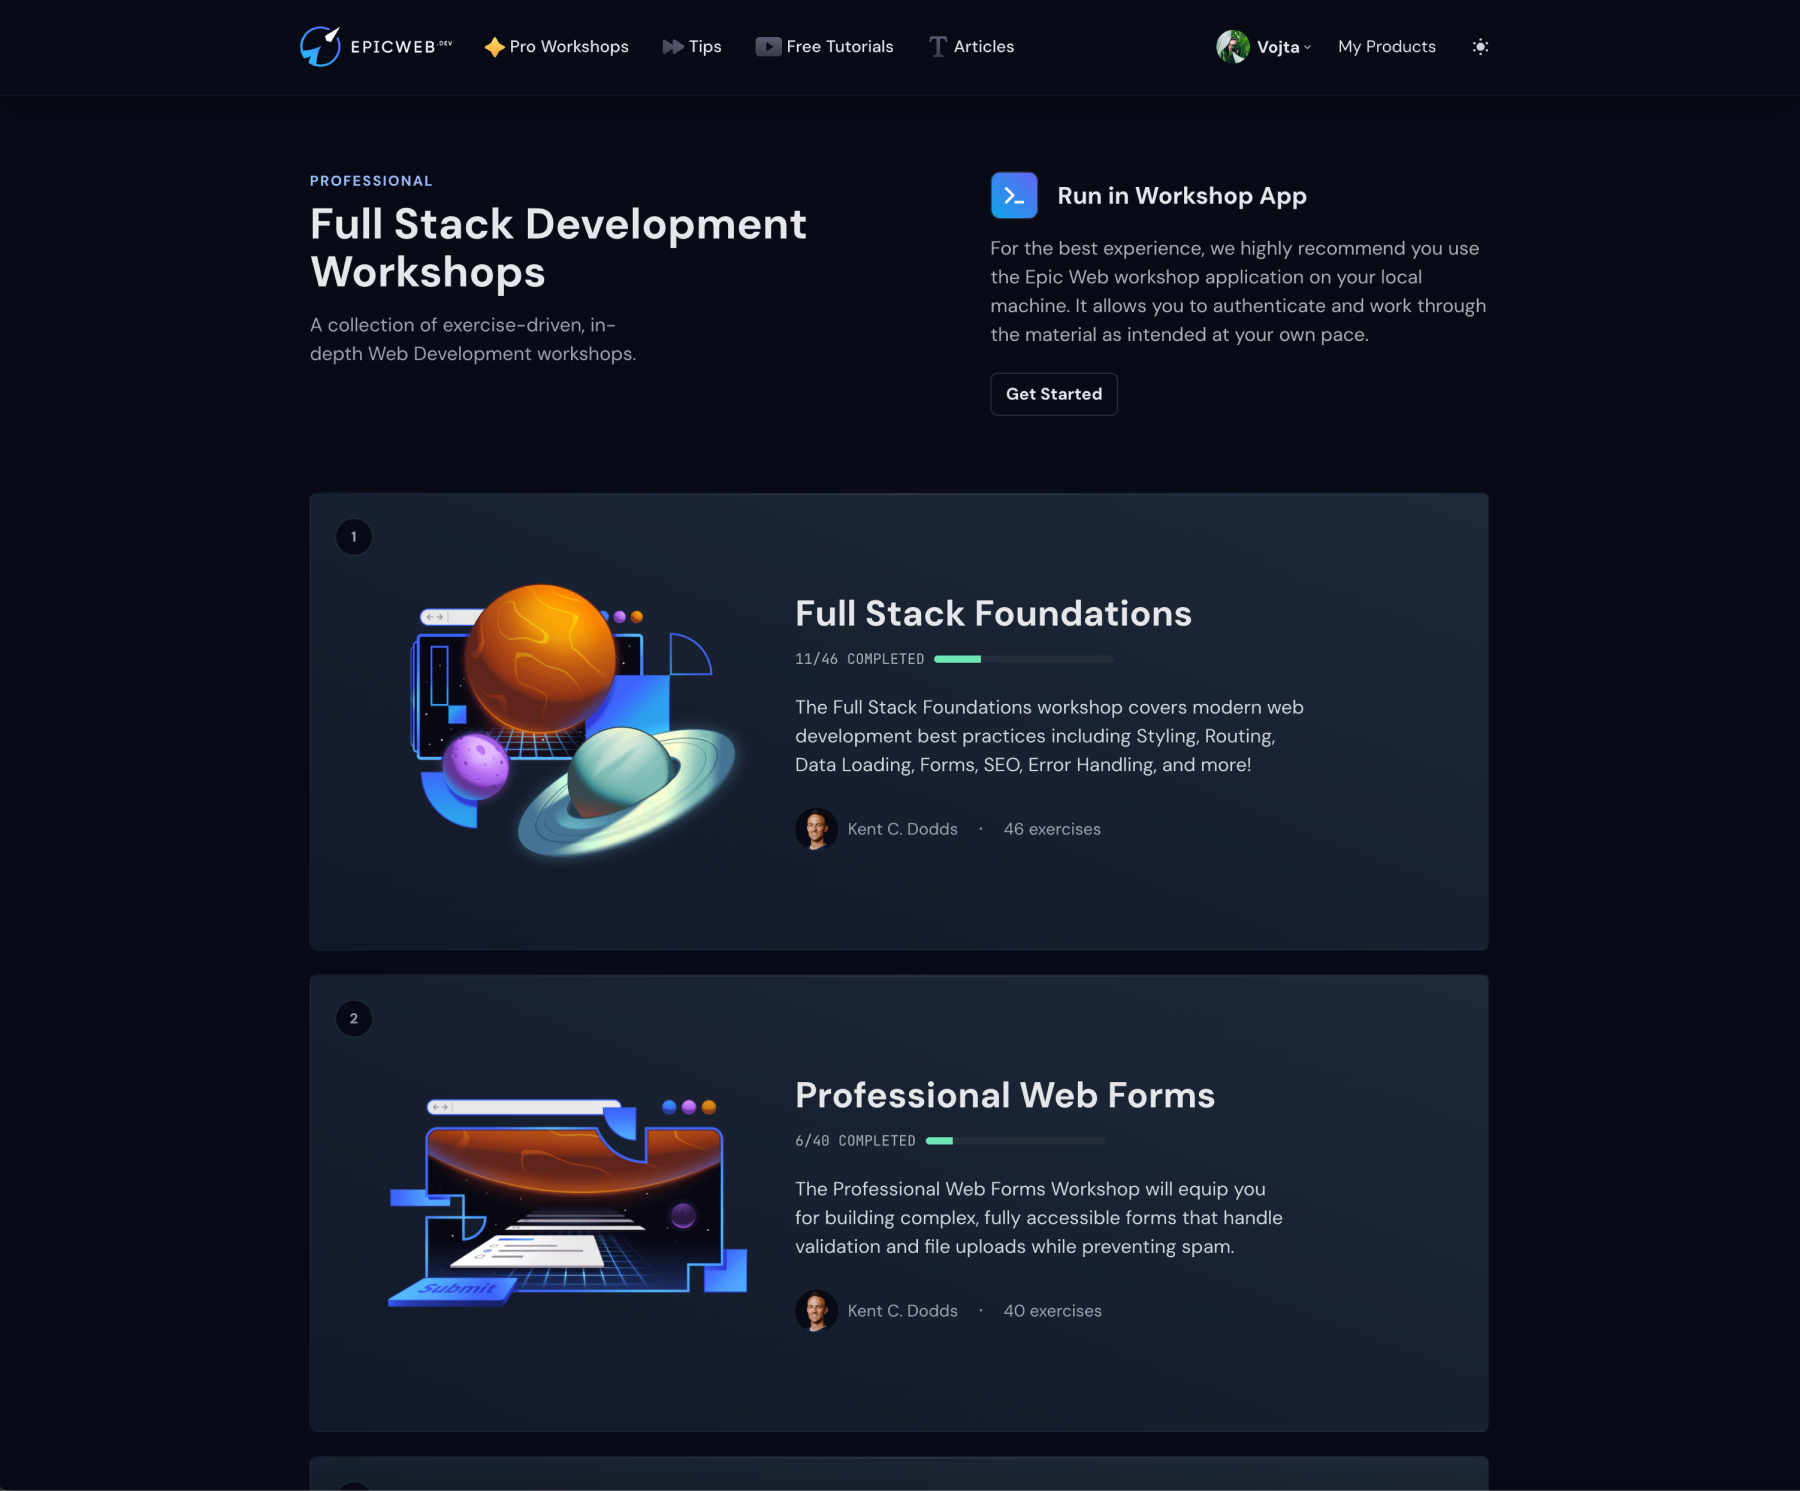 EPICWEB.DEV
Pro Workshops
Tips
Free Tutorials
Articles
Vojta
My Products
PROFESSIONAL
Full Stack Development
Workshops
A collection of exercise-driven, in-
depth Web Development workshops.
Run in Workshop App
For the best experience, we highly recommend you use
the Epic Web workshop application on your local
machine. It allows you to authenticate and work through
the material as intended at your own pace.
Get Started
1
Full Stack Foundations
11/46 COMPLETED
The Full Stack Foundations workshop covers modern web
development best practices including Styling, Routing,
Data Loading, Forms, SEO, Error Handling, and more!
Kent C. Dodds · 46 exercises
2
Submit
Professional Web Forms
6/40 COMPLETED
The Professional Web Forms Workshop will equip you
for building complex, fully accessible forms that handle
validation and file uploads while preventing spam.
Kent C. Dodds · 40 exercises